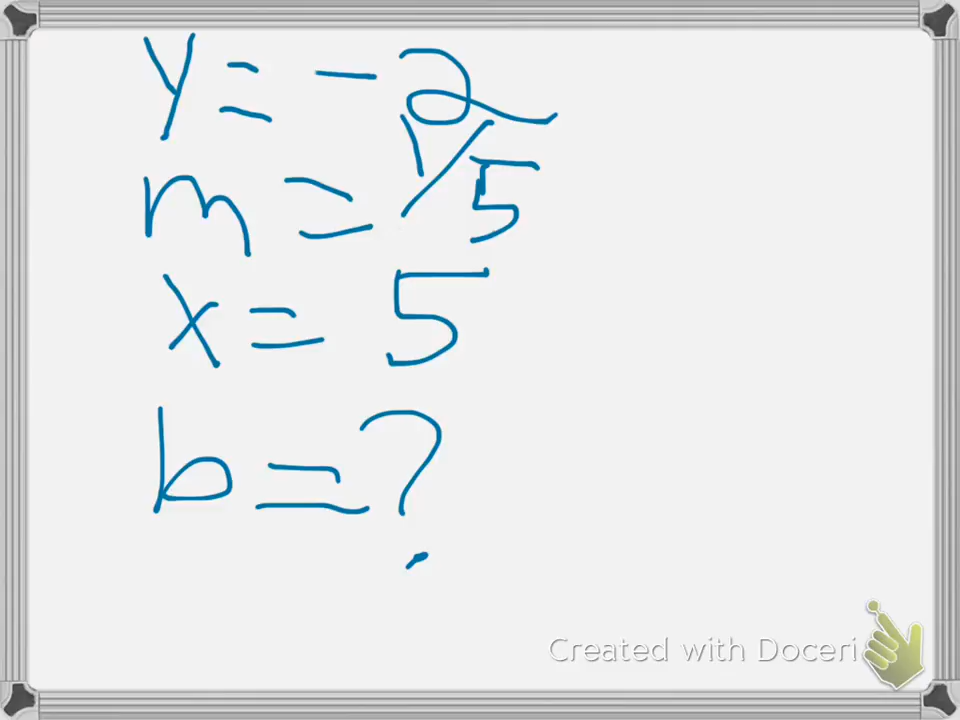 y = -2
m = 1/5
x = 5
b = ?
Created with Doceri